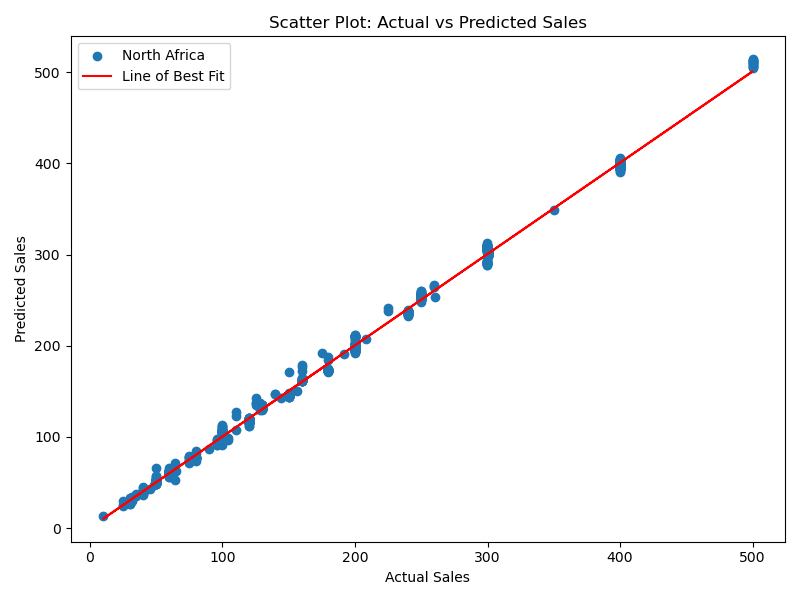 Scatter Plot: Actual vs Predicted Sales
North Africa
Line of Best Fit
500
400
300
200
100
0
Predicted Sales
0 100 200 300 400 500
Actual Sales